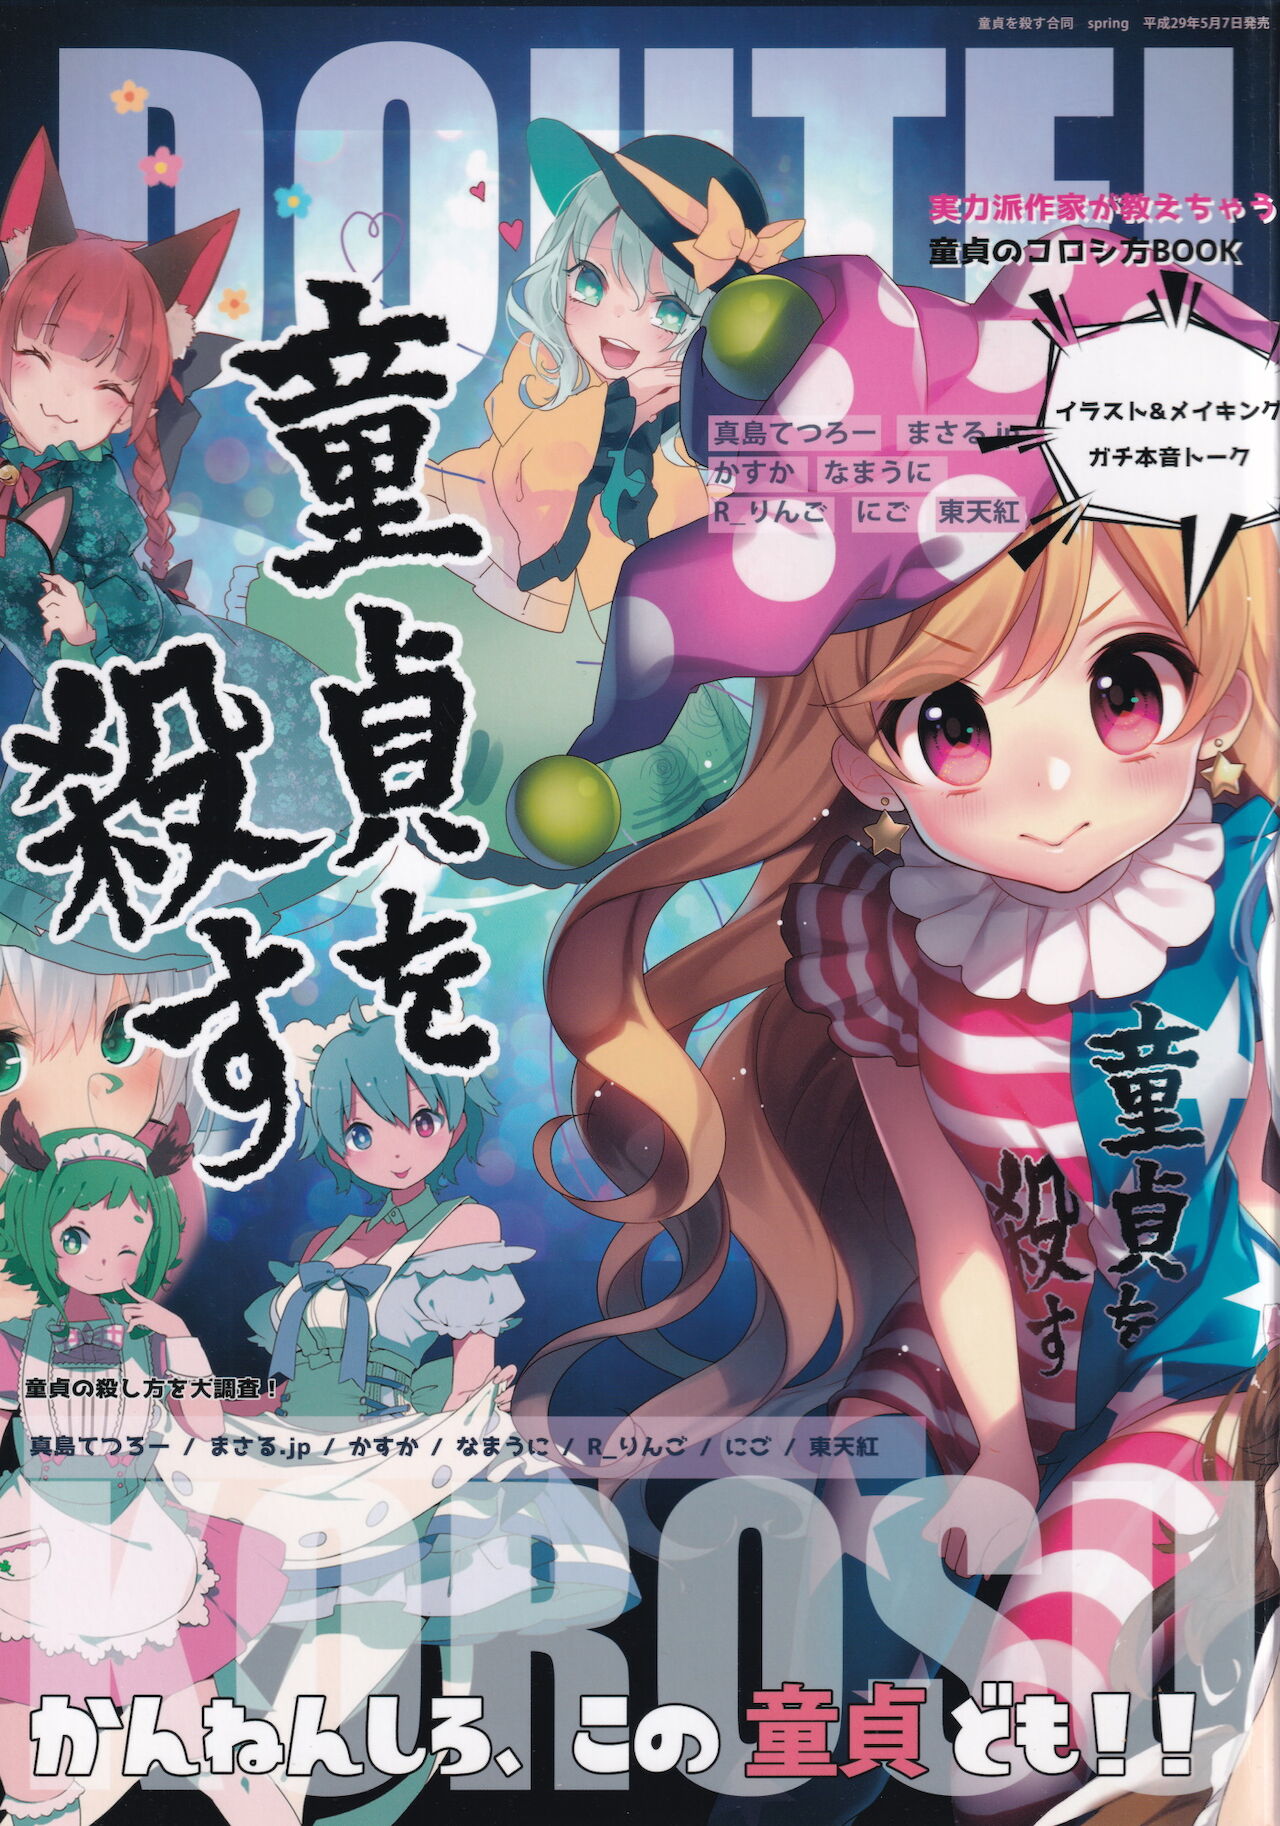 童貞を殺す合同 spring 平成29年5月7日発売
DOUTEI
実力派作家が教えちゃう
童貞のコロシ方BOOK
イラスト&メイキング
ガチ本音トーク
真島てつろー まさる.jp
かすか なまうに
R_りんご にご 東天紅
童貞を
殺す
童貞を
殺す
童貞の殺し方を大調査!
真島てつろー / まさる.jp / かすか / なまうに / R_りんご / にご / 東天紅
KOROSU
かんねんしろ、この童貞ども!!